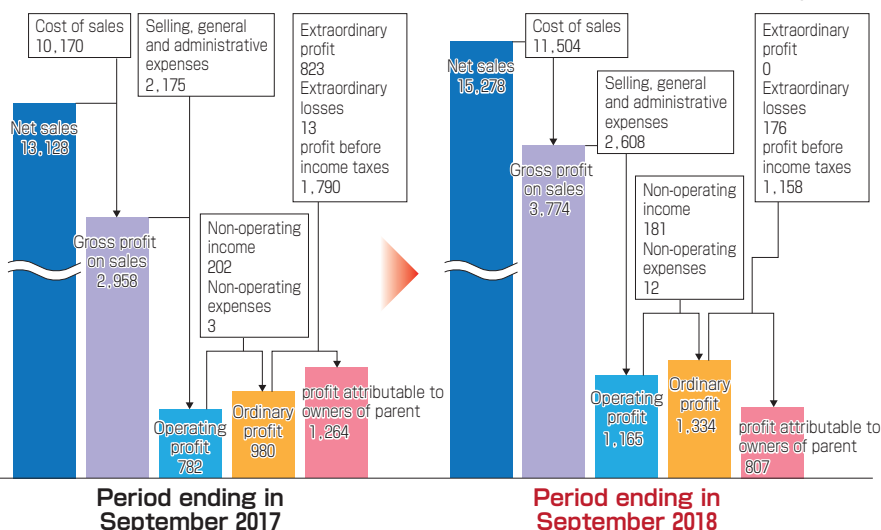 Cost of sales
10,170
Selling, general
and administrative
expenses
2,175
Extraordinary
profit
823
Extraordinary
losses
13
profit before
income taxes
1,790
Net sales
13,128
Gross profit
on sales
2,958
Non-operating
income
202
Non-operating
expenses
3
Operating
profit
782
Ordinary
profit
980
profit attributable to
owners of parent
1,264
Period ending in
September 2017
Cost of sales
11,504
Selling, general
and administrative
expenses
2,608
Extraordinary
profit
0
Extraordinary
losses
176
profit before
income taxes
1,158
Net sales
15,278
Gross profit
on sales
3,774
Non-operating
income
181
Non-operating
expenses
12
Operating
profit
1,165
Ordinary
profit
1,334
profit attributable to
owners of parent
807
Period ending in
September 2018